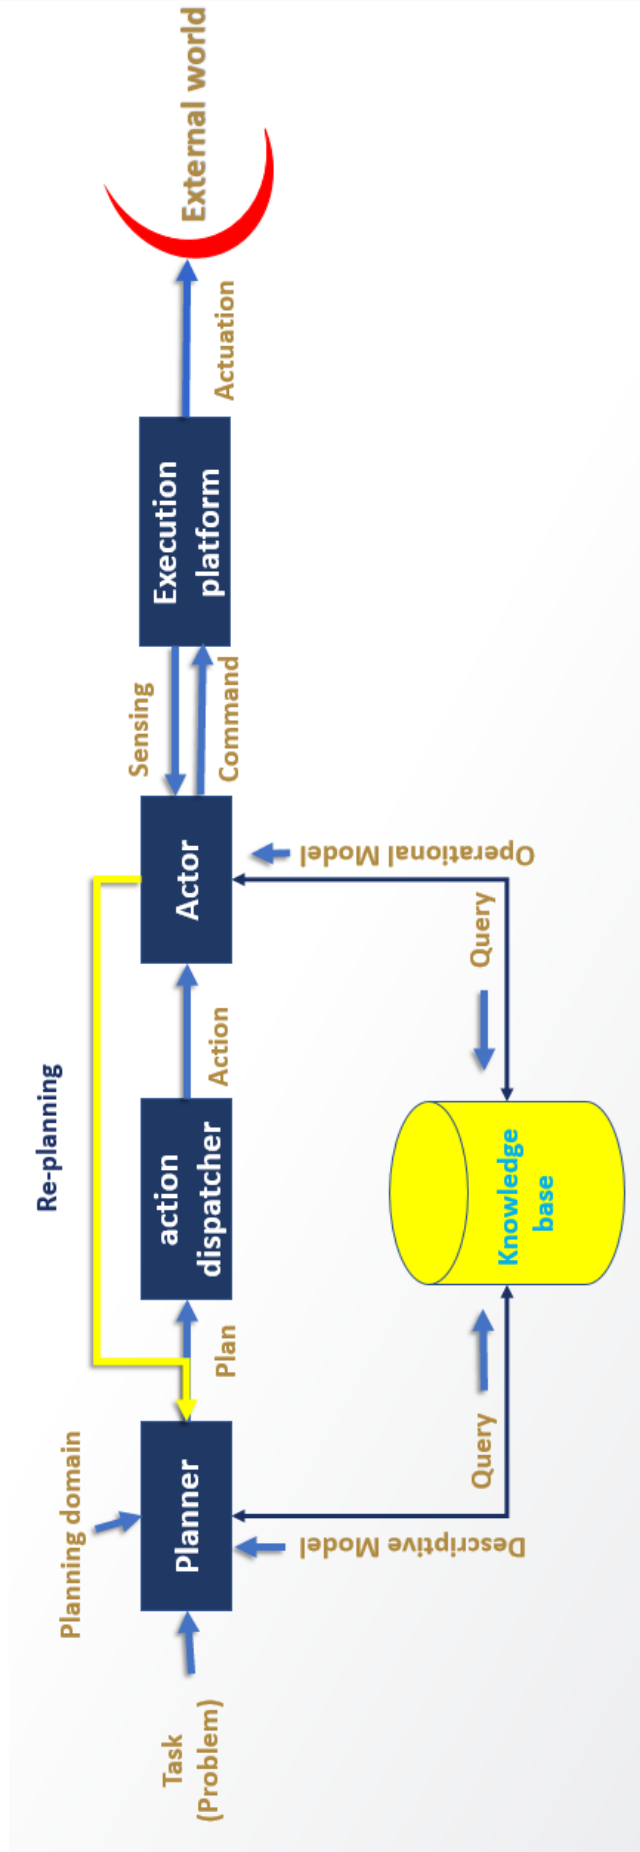 Re-planning
Planning domain
Task
(Problem)
Planner
Plan
action
dispatcher
Action
Actor
Sensing
Command
Execution
platform
Actuation
External world
Descriptive Model
Operational Model
Query
Query
Knowledge
base